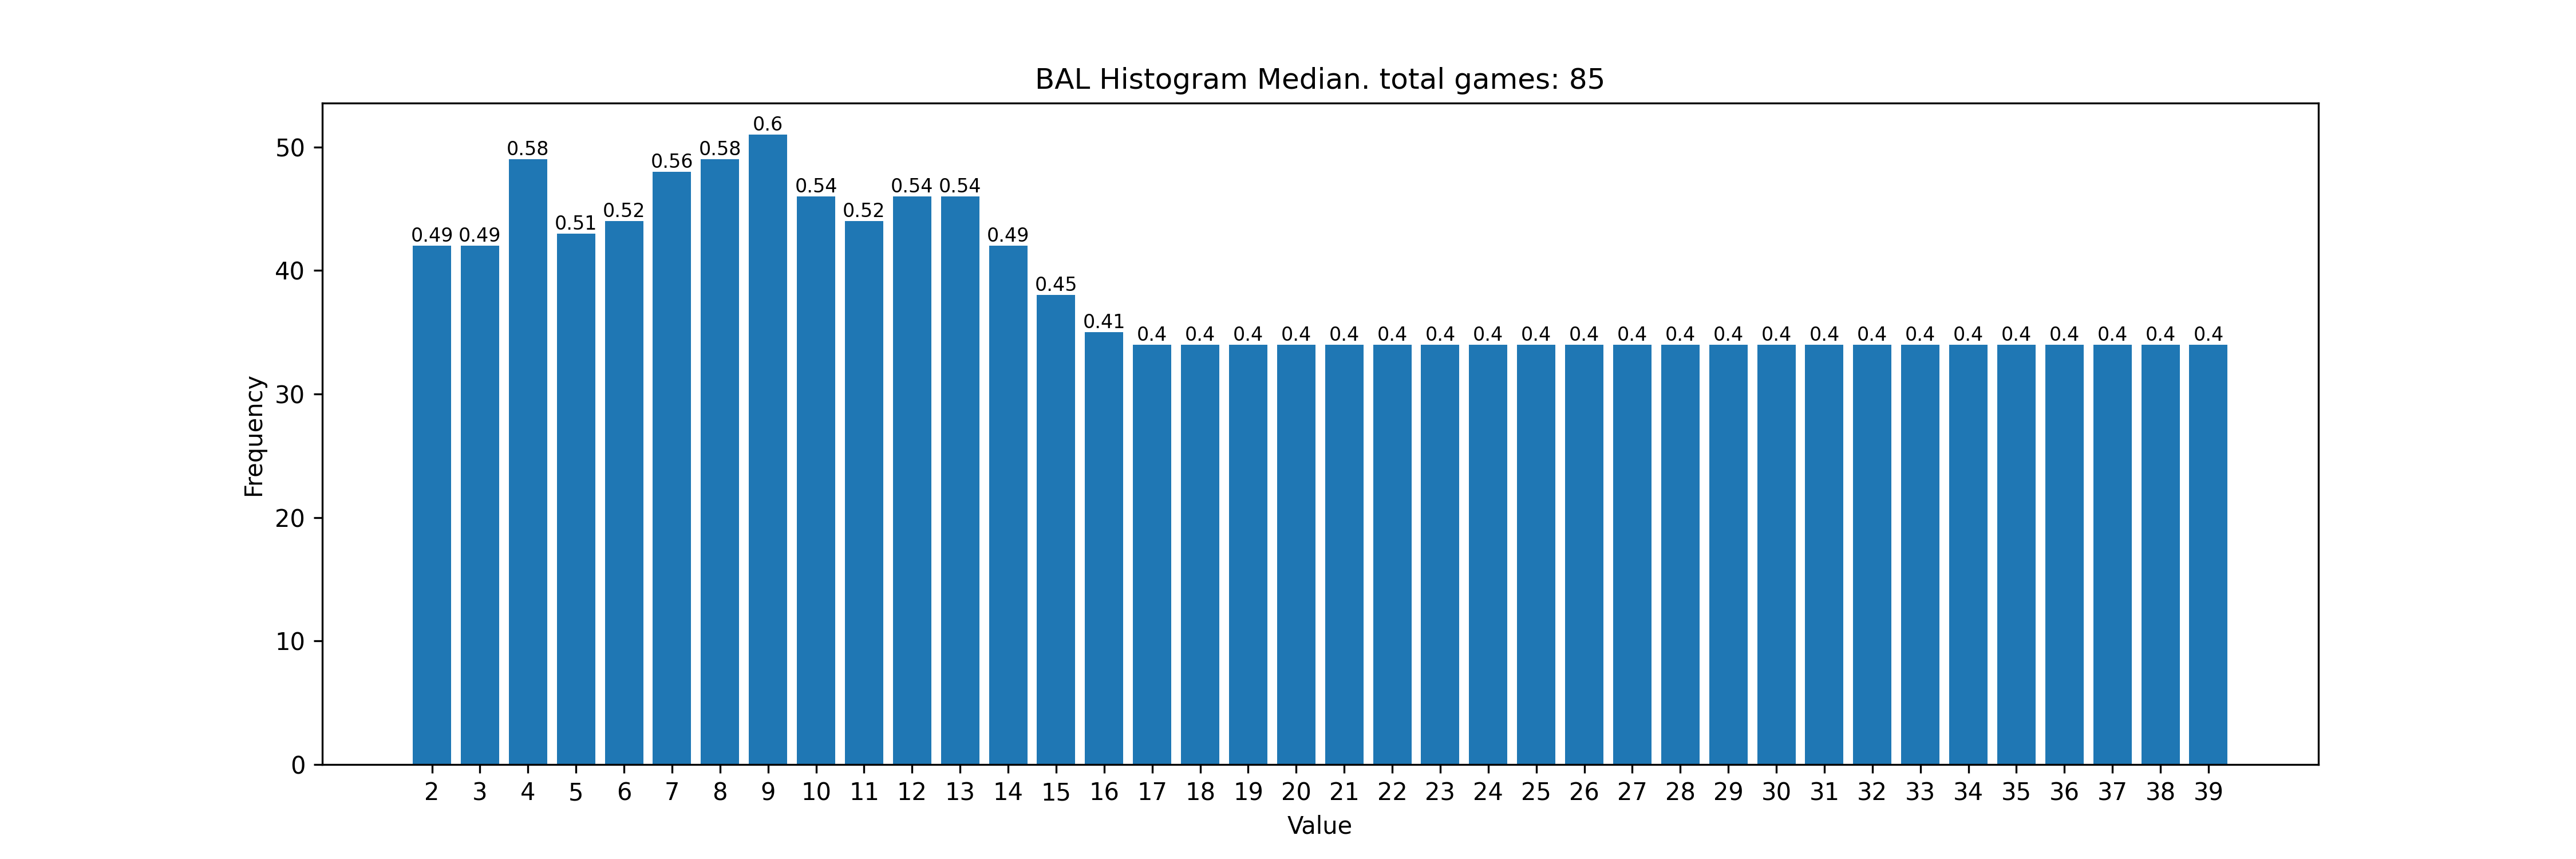 BAL Histogram Median. total games: 85
Frequency
50
40
30
20
10
0
0.49 0.49 0.58 0.51 0.52 0.56 0.58 0.6 0.54 0.52 0.54 0.54 0.49 0.45 0.41 0.4 0.4 0.4 0.4 0.4 0.4 0.4 0.4 0.4 0.4 0.4 0.4 0.4 0.4 0.4 0.4 0.4 0.4 0.4 0.4 0.4 0.4 0.4
2 3 4 5 6 7 8 9 10 11 12 13 14 15 16 17 18 19 20 21 22 23 24 25 26 27 28 29 30 31 32 33 34 35 36 37 38 39
Value